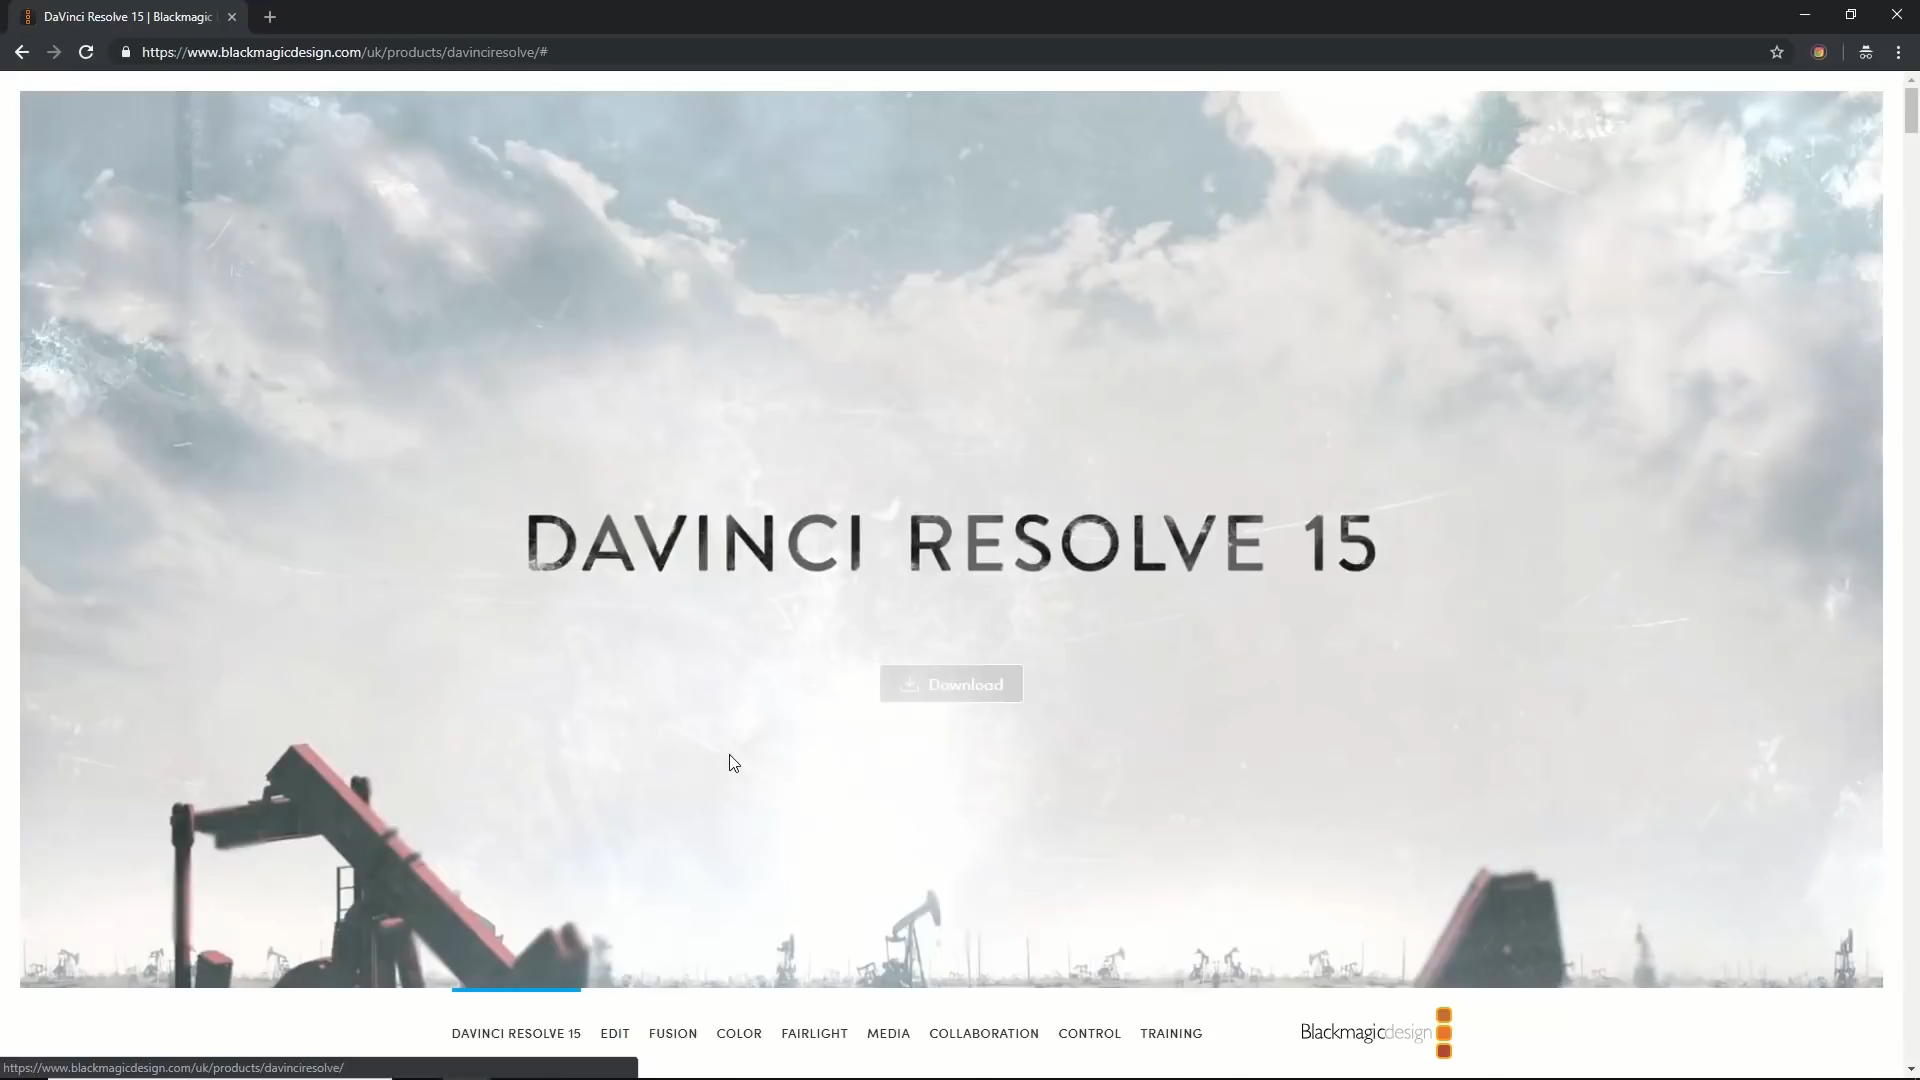 DaVinci Resolve 15 | Blackmagic
https://www.blackmagicdesign.com/uk/products/davinciresolve/#
DAVINCI RESOLVE 15
Download
DAVINCI RESOLVE 15 EDIT FUSION COLOR FAIRLIGHT MEDIA COLLABORATION CONTROL TRAINING
Blackmagicdesign
https://www.blackmagicdesign.com/uk/products/davinciresolve/